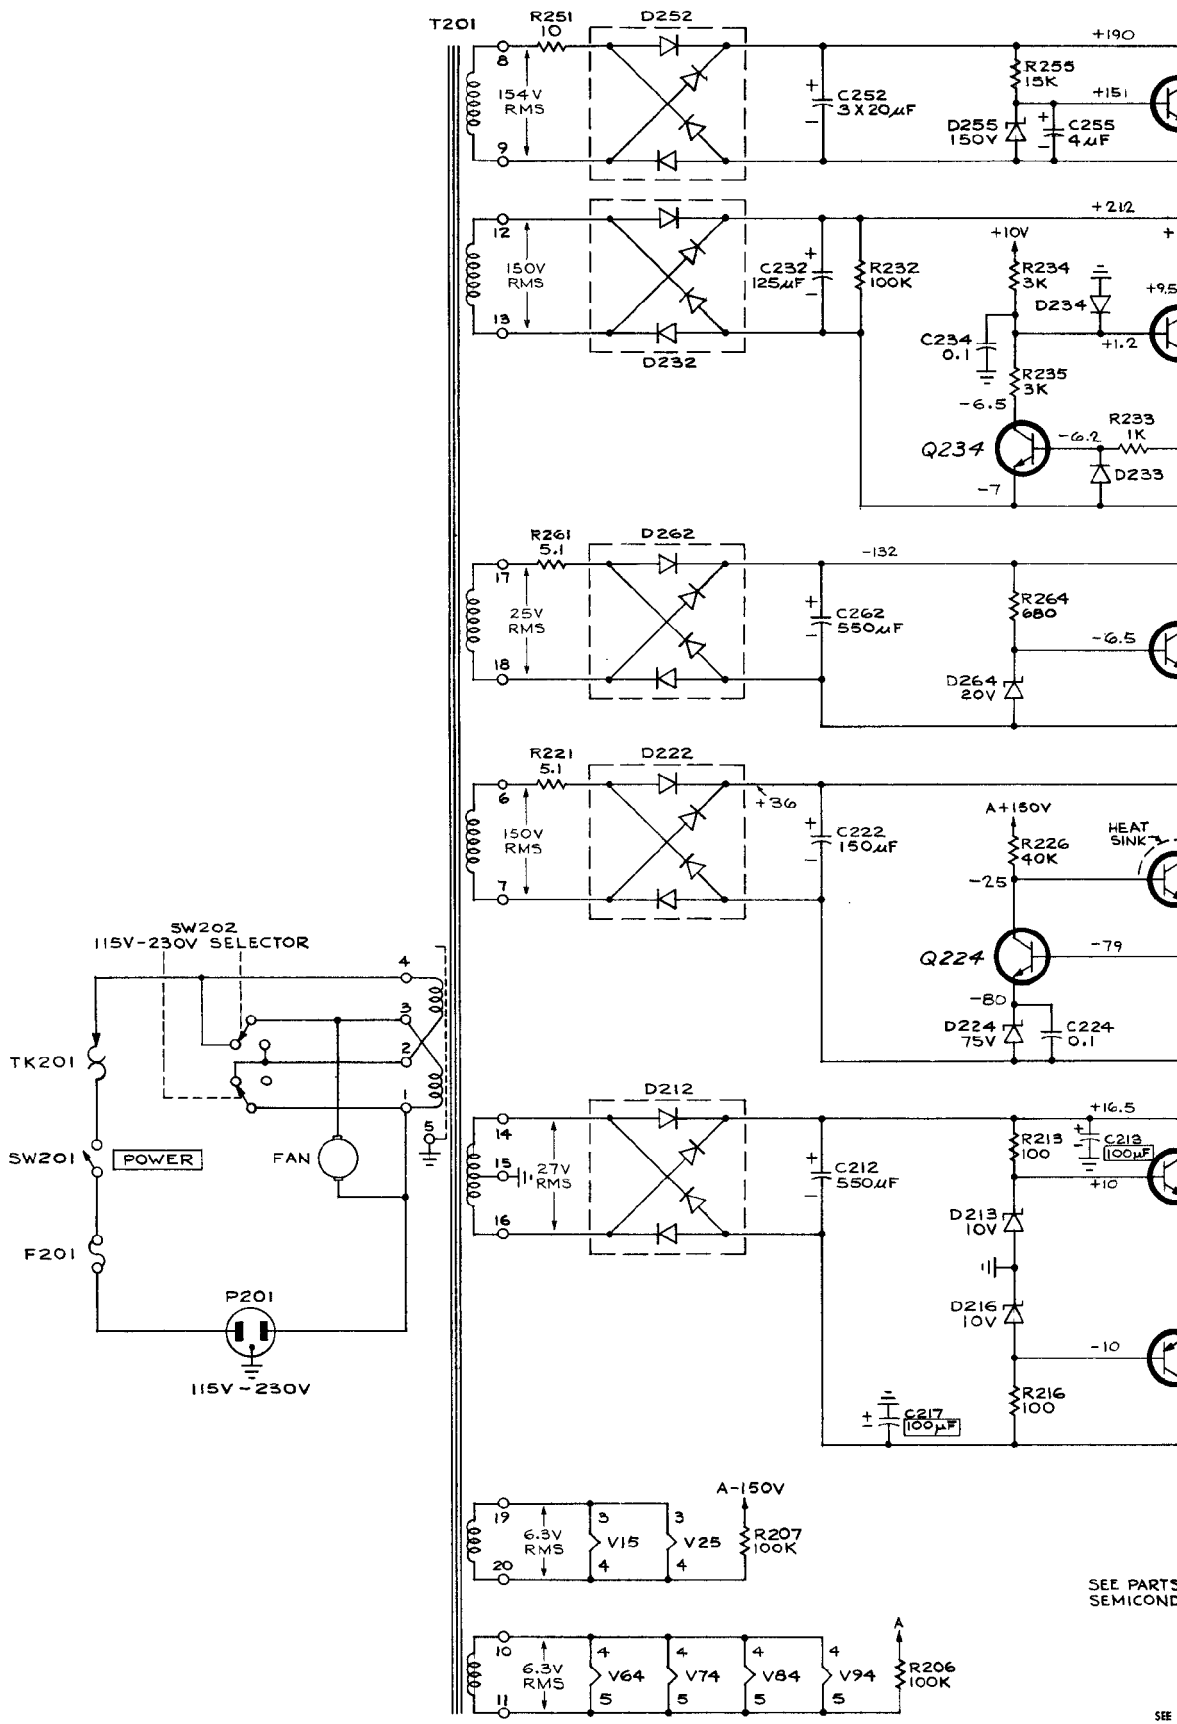 T201
R251
10
D252
8
154V
RMS
9
C252
3 X 20µF
+190
R255
15K
+151
D255
150V
C255
4µF
12
150V
RMS
13
D232
C232
125µF
R232
100K
+212
+10V
R234
3K
D234
+9.5
C234
0.1
+1.2
R235
3K
-6.5
Q234
-6.2
R233
1K
D233
-7
R261
5.1
D262
17
25V
RMS
18
C262
550µF
-132
R264
680
-6.5
D264
20V
R221
5.1
D222
6
150V
RMS
7
+36
C222
150µF
A+150V
R226
40K
HEAT
SINK
-25
Q224
-79
-80
D224
75V
C224
0.1
SW202
115V-230V SELECTOR
4
3
2
1
5
TK201
SW201
POWER
FAN
F201
P201
115V-230V
D212
14
15
27V
RMS
16
C212
550µF
+16.5
R213
100
C213
100µF
+10
D213
10V
D216
10V
-10
R216
100
C217
100µF
A-150V
19
6.3V
RMS
20
3
V15
4
3
V25
4
R207
100K
SEE PARTS
SEMICOND
10
6.3V
RMS
11
4
V64
5
4
V74
5
4
V84
5
4
V94
5
A
R206
100K
SEE